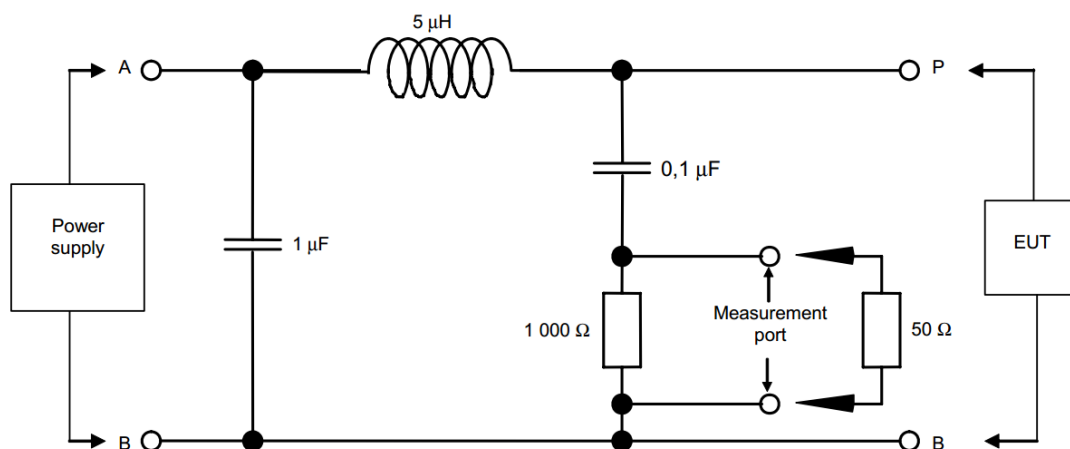 5 µH
A
P
0,1 µF
Power
supply
1 µF
EUT
1 000 Ω
Measurement
port
50 Ω
B
B